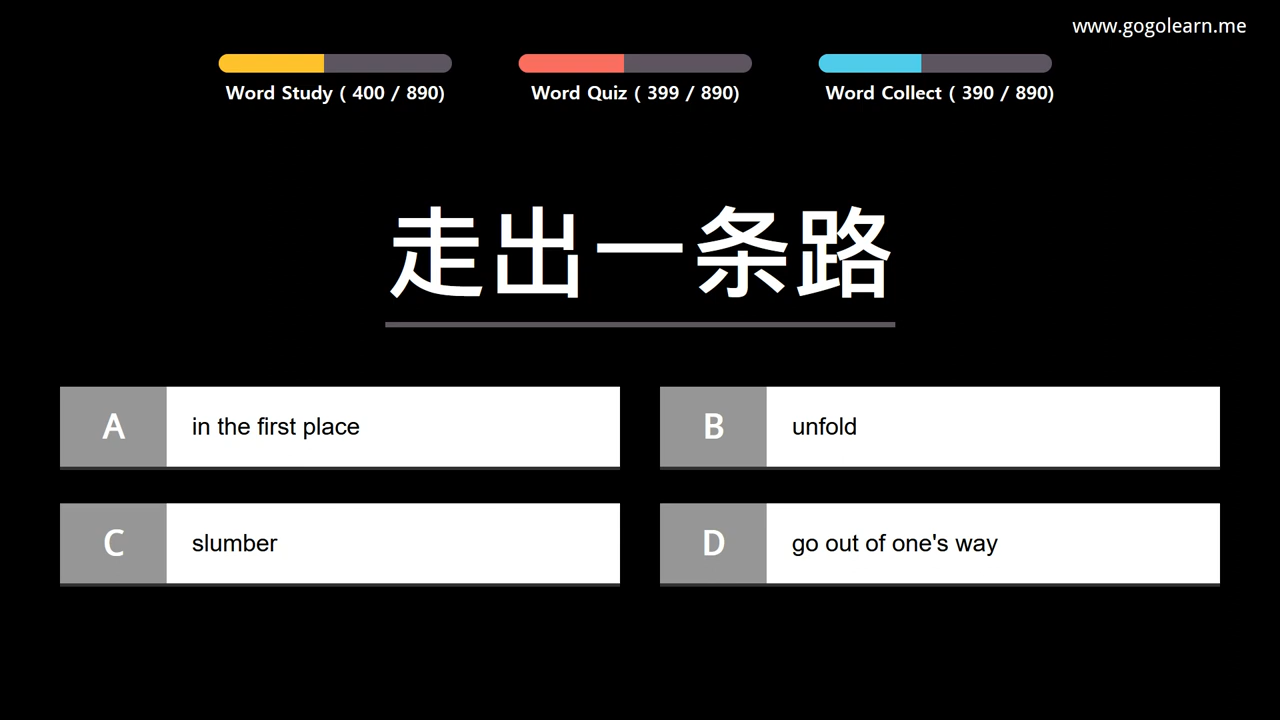 www.gogolearn.me
Word Study ( 400 / 890)
Word Quiz ( 399 / 890)
Word Collect ( 390 / 890)
走出一条路
A in the first place
B unfold
C slumber
D go out of one's way